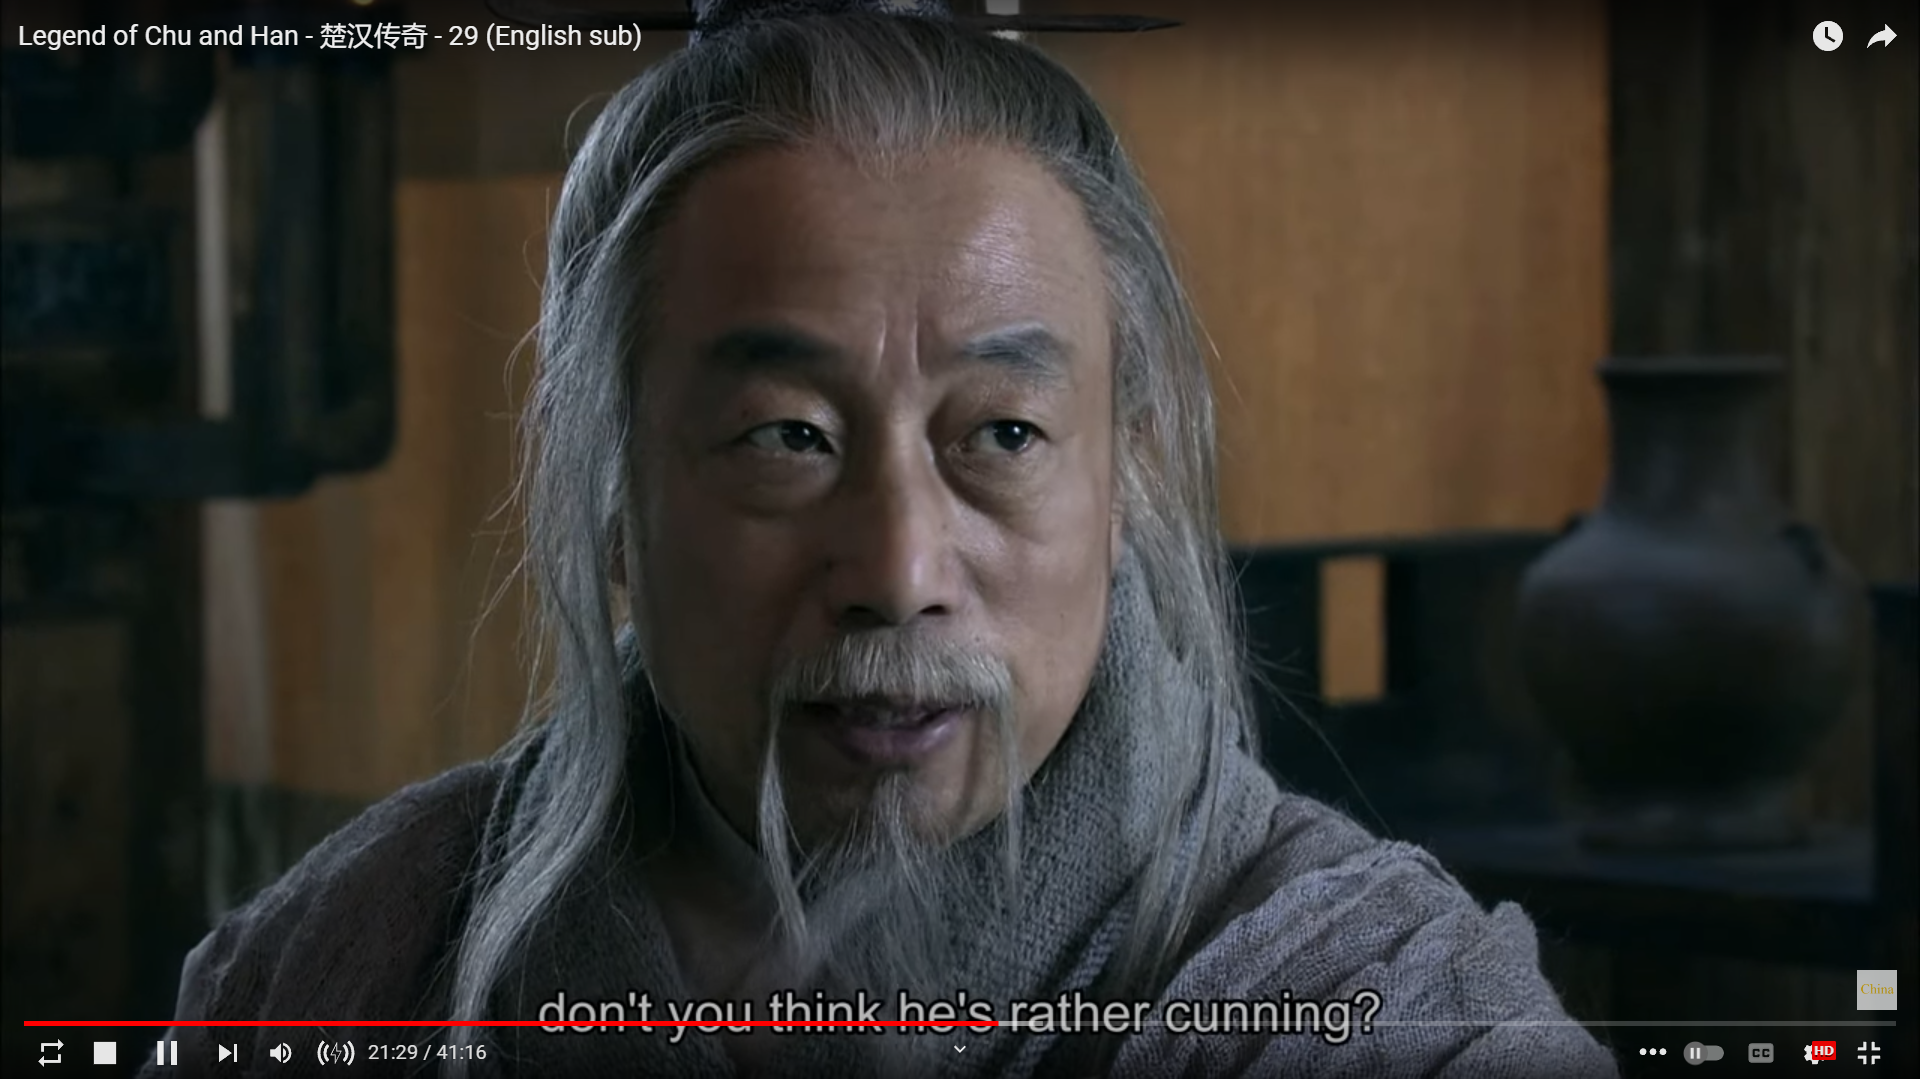 Legend of Chu and Han - 楚汉传奇 - 29 (English sub)
China
don't you think he's rather cunning?
21:29 / 41:16
CC
HD